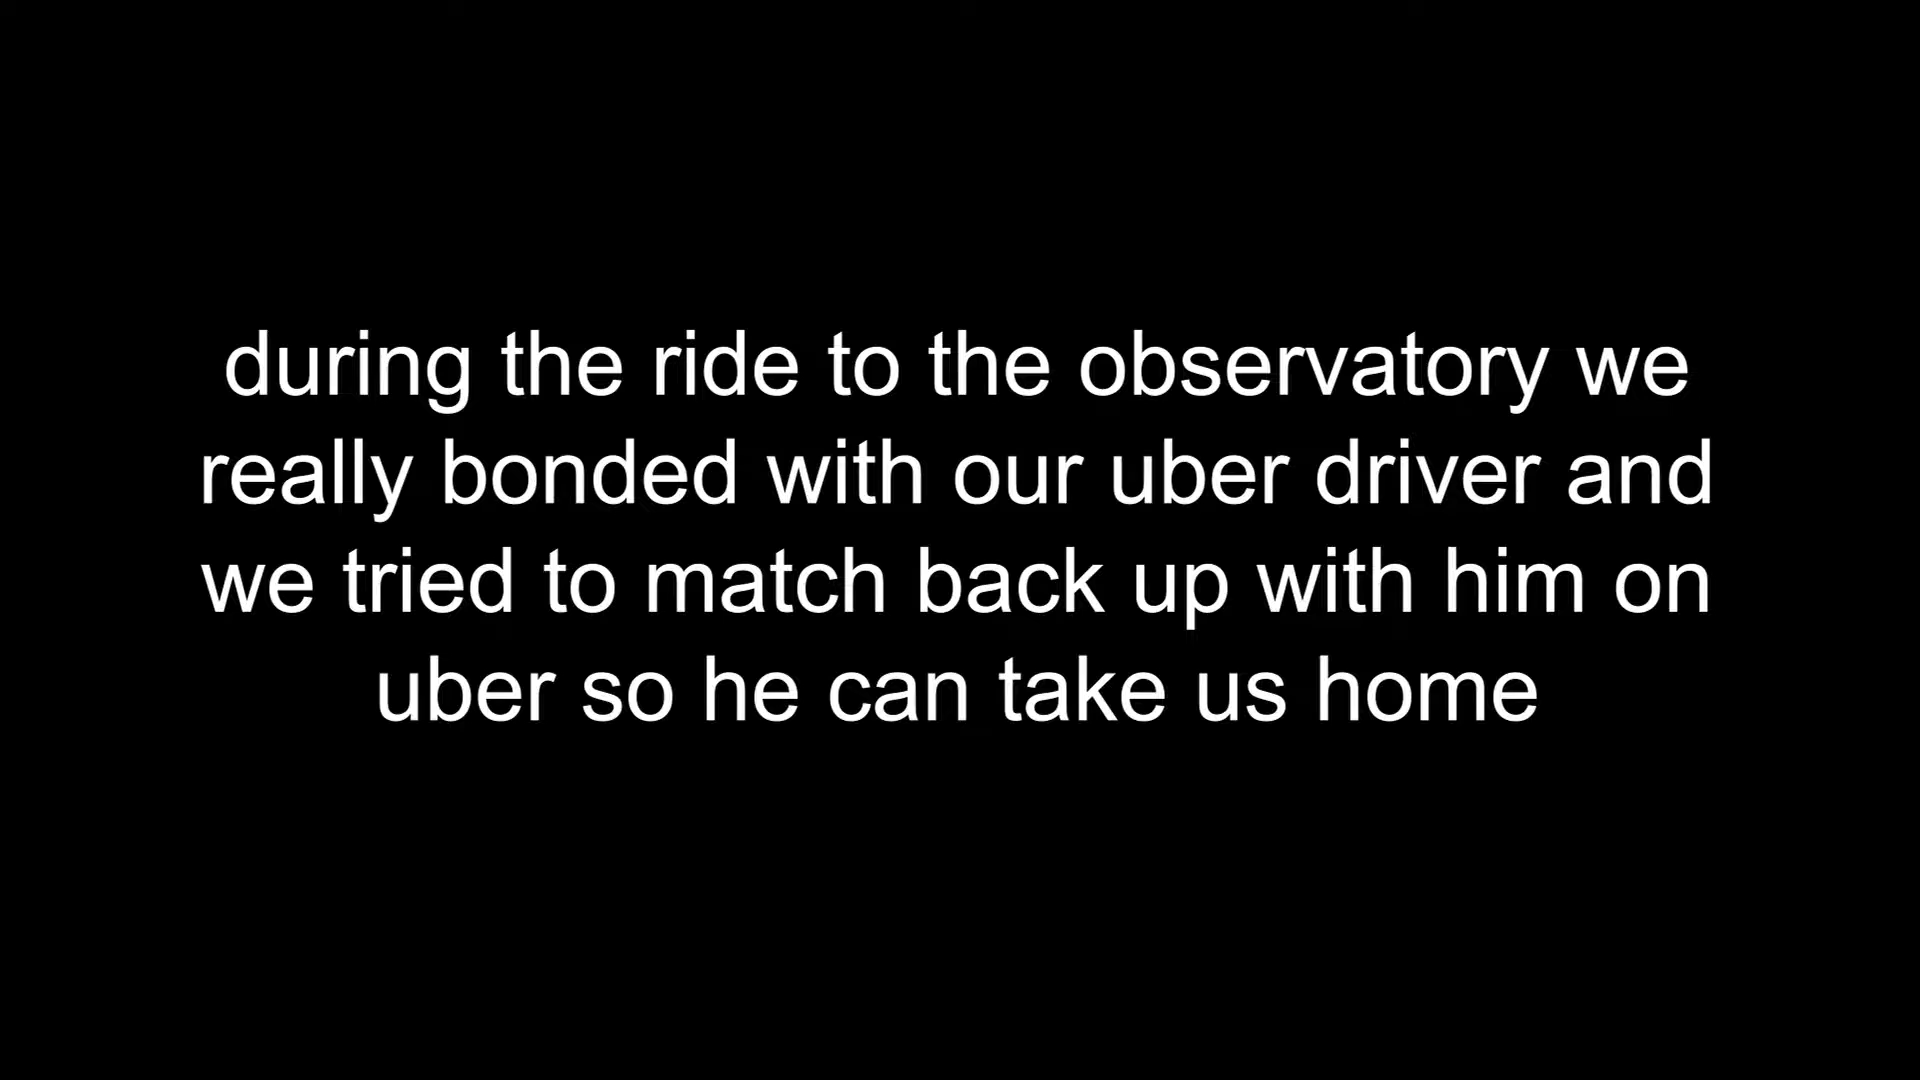 during the ride to the observatory we
really bonded with our uber driver and
we tried to match back up with him on
uber so he can take us home